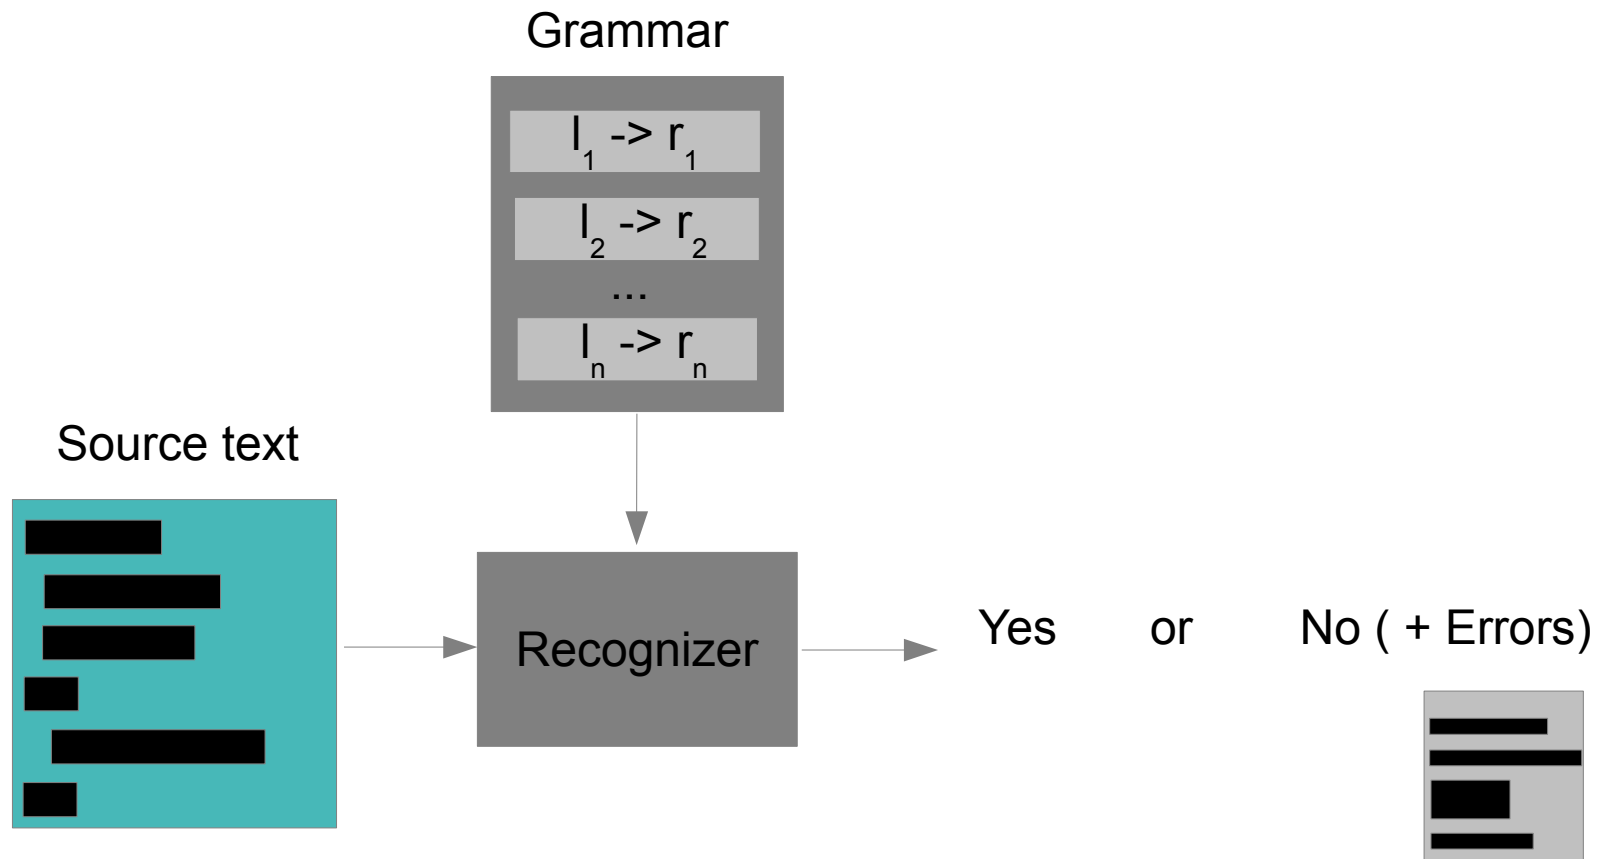 Grammar
l1 -> r1
l2 -> r2
...
ln -> rn
Source text
Recognizer
Yes or No ( + Errors)